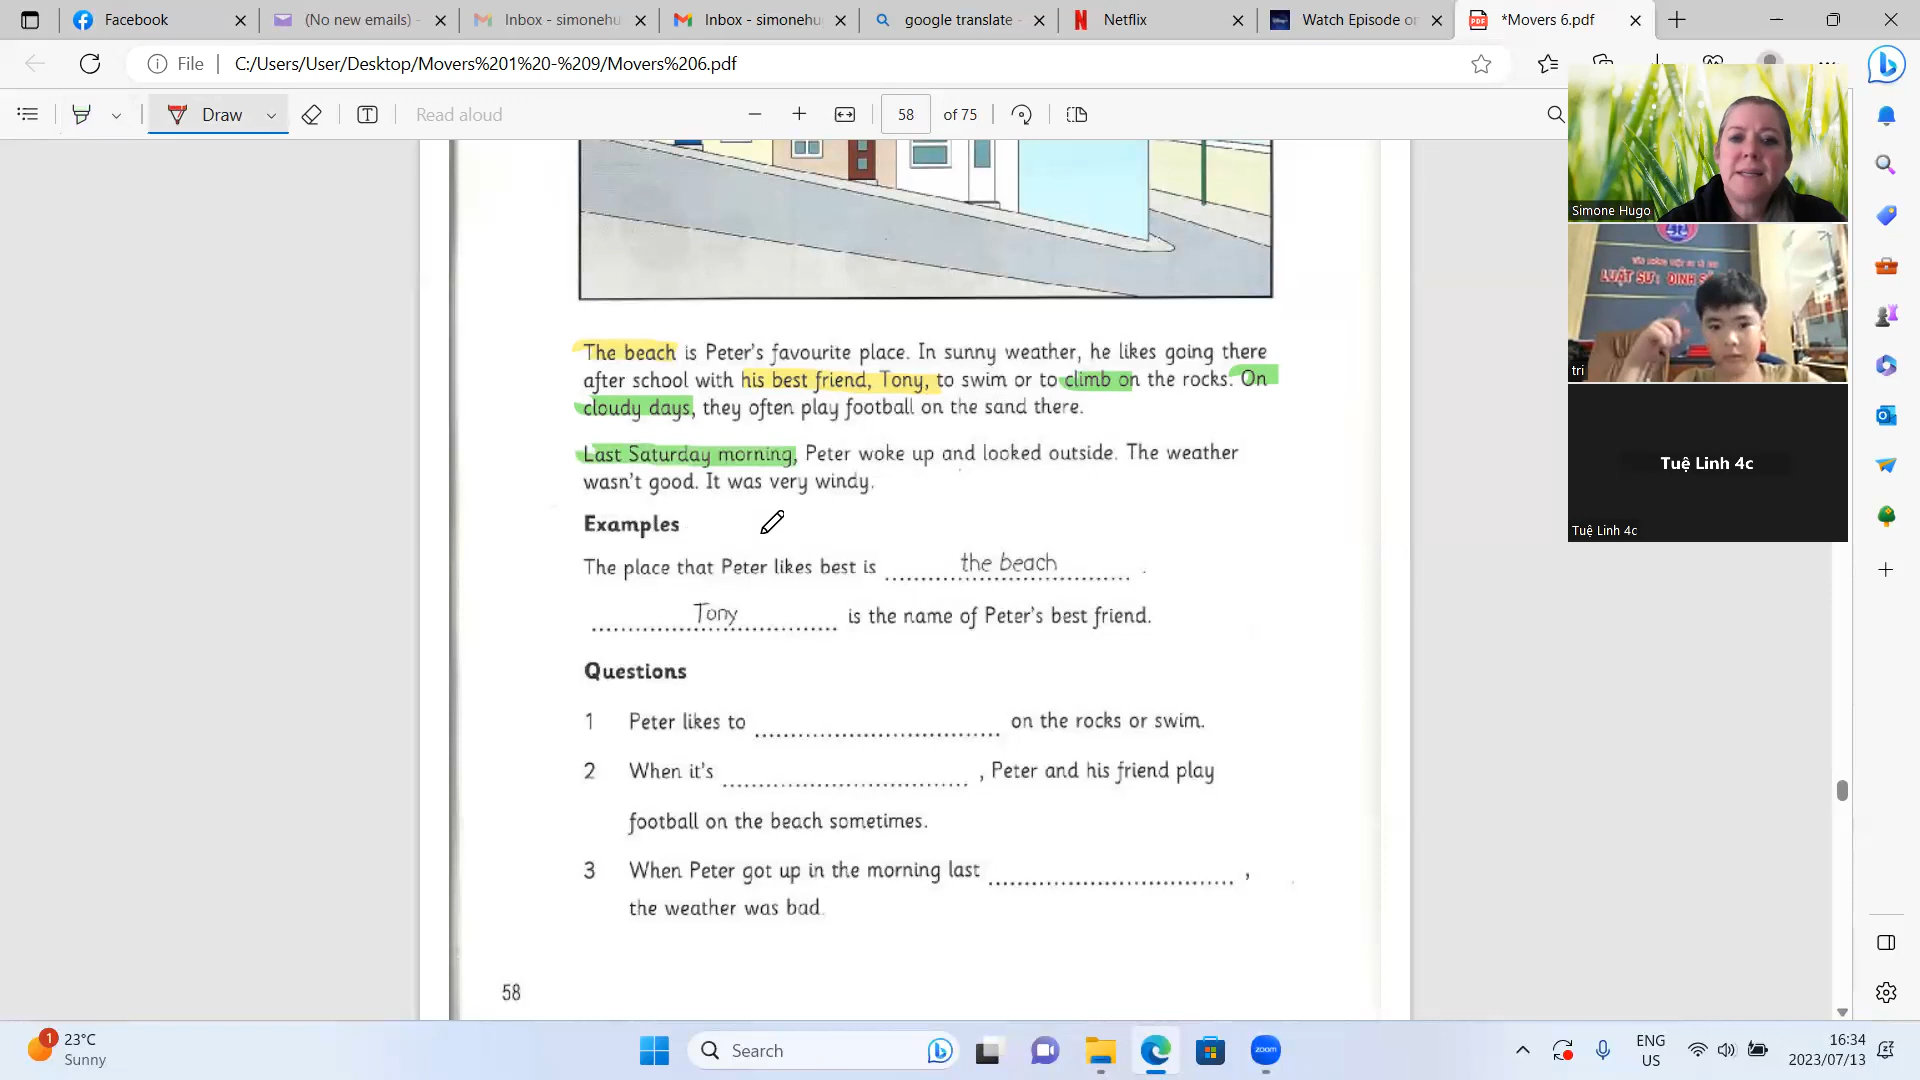 Facebook
(No new emails) -
Inbox - simonehu
Inbox - simonehu
google translate -
Netflix
Watch Episode on
*Movers 6.pdf
File
C:/Users/User/Desktop/Movers%201%20-%209/Movers%206.pdf
Draw
Read aloud
58
of 75
Simone Hugo
LUẬT SƯ: ĐINH
tri
Tuệ Linh 4c
Tuệ Linh 4c
The beach is Peter's favourite place. In sunny weather, he likes going there
after school with his best friend, Tony, to swim or to climb on the rocks. On
cloudy days, they often play football on the sand there.
Last Saturday morning, Peter woke up and looked outside. The weather
wasn't good. It was very windy.
Examples
The place that Peter likes best is the beach .
Tony is the name of Peter's best friend.
Questions
1 Peter likes to ........ on the rocks or swim.
2 When it's ........ , Peter and his friend play
football on the beach sometimes.
3 When Peter got up in the morning last ........ ,
the weather was bad.
58
1
23°C
Sunny
Search
zoom
ENG
US
16:34
2023/07/13